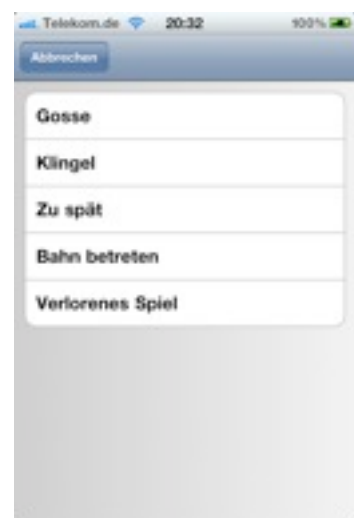 Telekom.de 20:32 100%
Abbrechen
Gosse
Klingel
Zu spät
Bahn betreten
Verlorenes Spiel